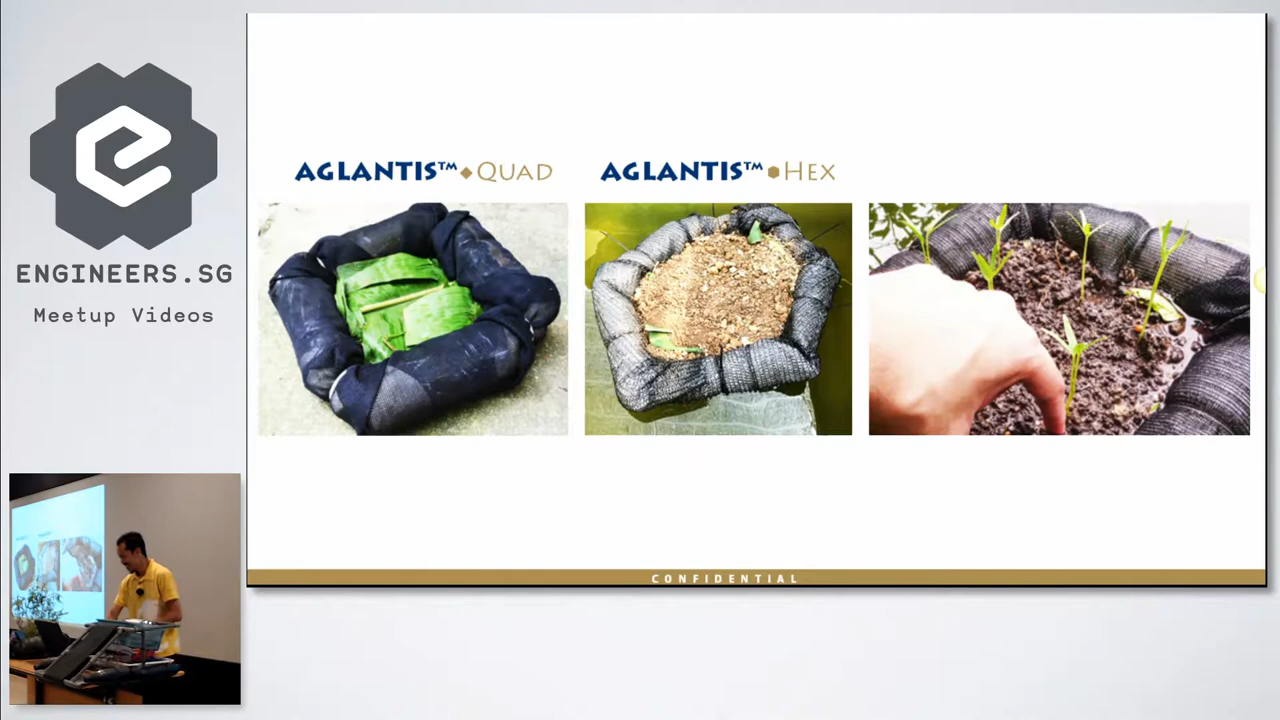 ENGINEERS.SG
Meetup Videos
AGLANTIS™◆QUAD
AGLANTIS™⬢HEX
CONFIDENTIAL